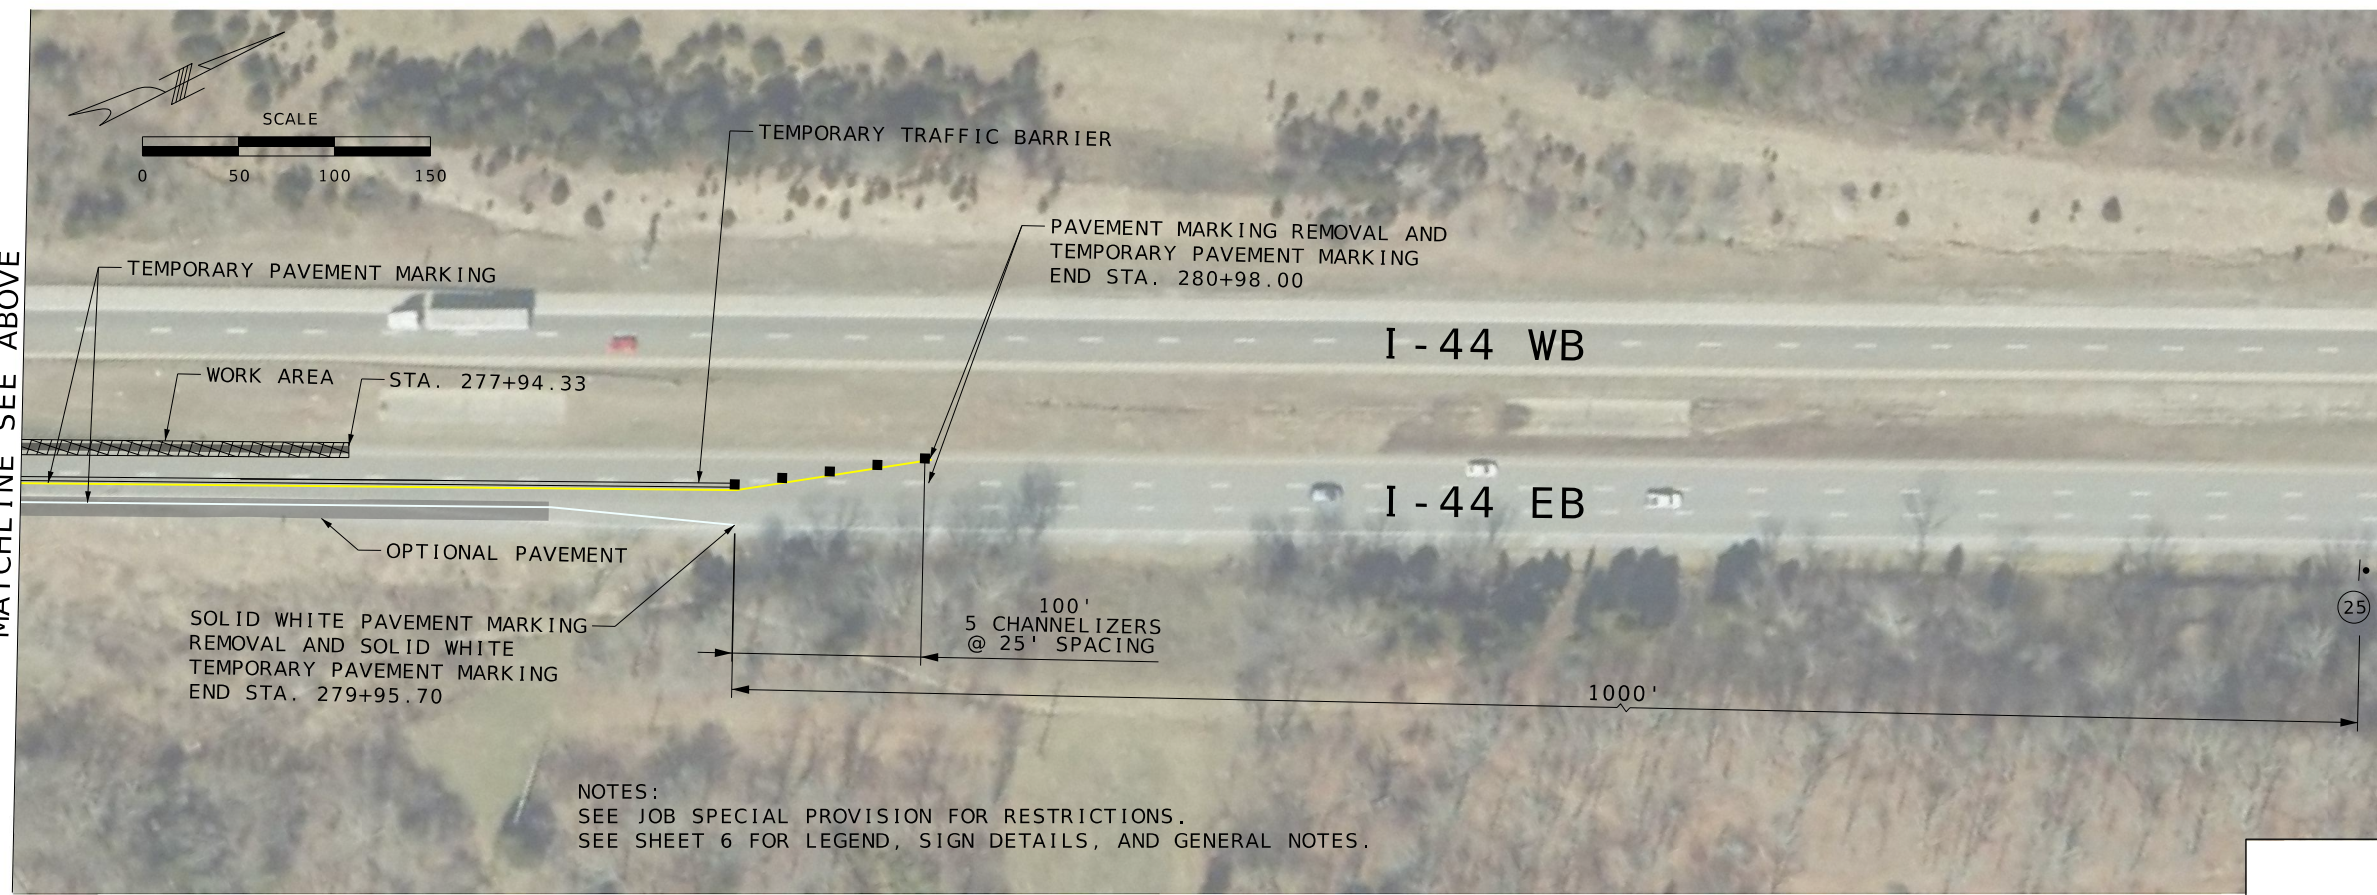 SCALE
0 50 100 150
TEMPORARY TRAFFIC BARRIER
PAVEMENT MARKING REMOVAL AND
TEMPORARY PAVEMENT MARKING
END STA. 280+98.00
TEMPORARY PAVEMENT MARKING
MATCHLINE SEE ABOVE
I-44 WB
WORK AREA
STA. 277+94.33
I-44 EB
OPTIONAL PAVEMENT
SOLID WHITE PAVEMENT MARKING
REMOVAL AND SOLID WHITE
TEMPORARY PAVEMENT MARKING
END STA. 279+95.70
100'
5 CHANNELIZERS
@ 25' SPACING
25
1000'
NOTES:
SEE JOB SPECIAL PROVISION FOR RESTRICTIONS.
SEE SHEET 6 FOR LEGEND, SIGN DETAILS, AND GENERAL NOTES.